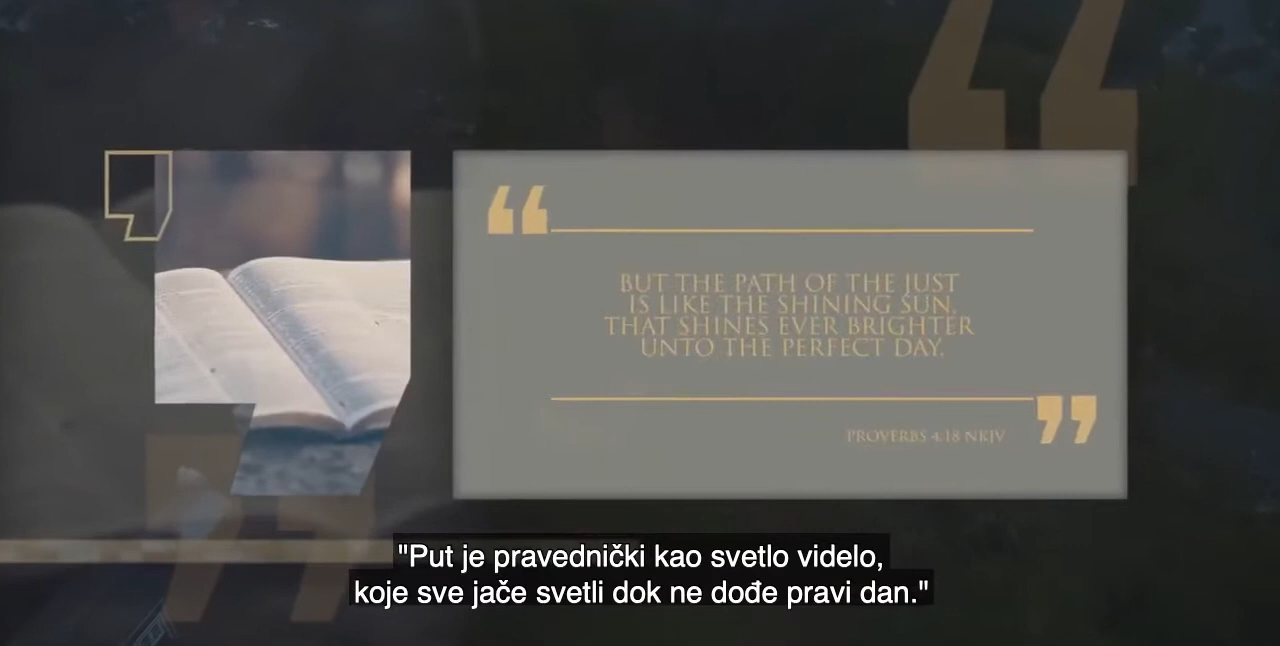 BUT THE PATH OF THE JUST
IS LIKE THE SHINING SUN,
THAT SHINES EVER BRIGHTER
UNTO THE PERFECT DAY.
PROVERBS 4:18 NKJV
"Put je pravednički kao svetlo videlo,
koje sve jače svetli dok ne dođe pravi dan."